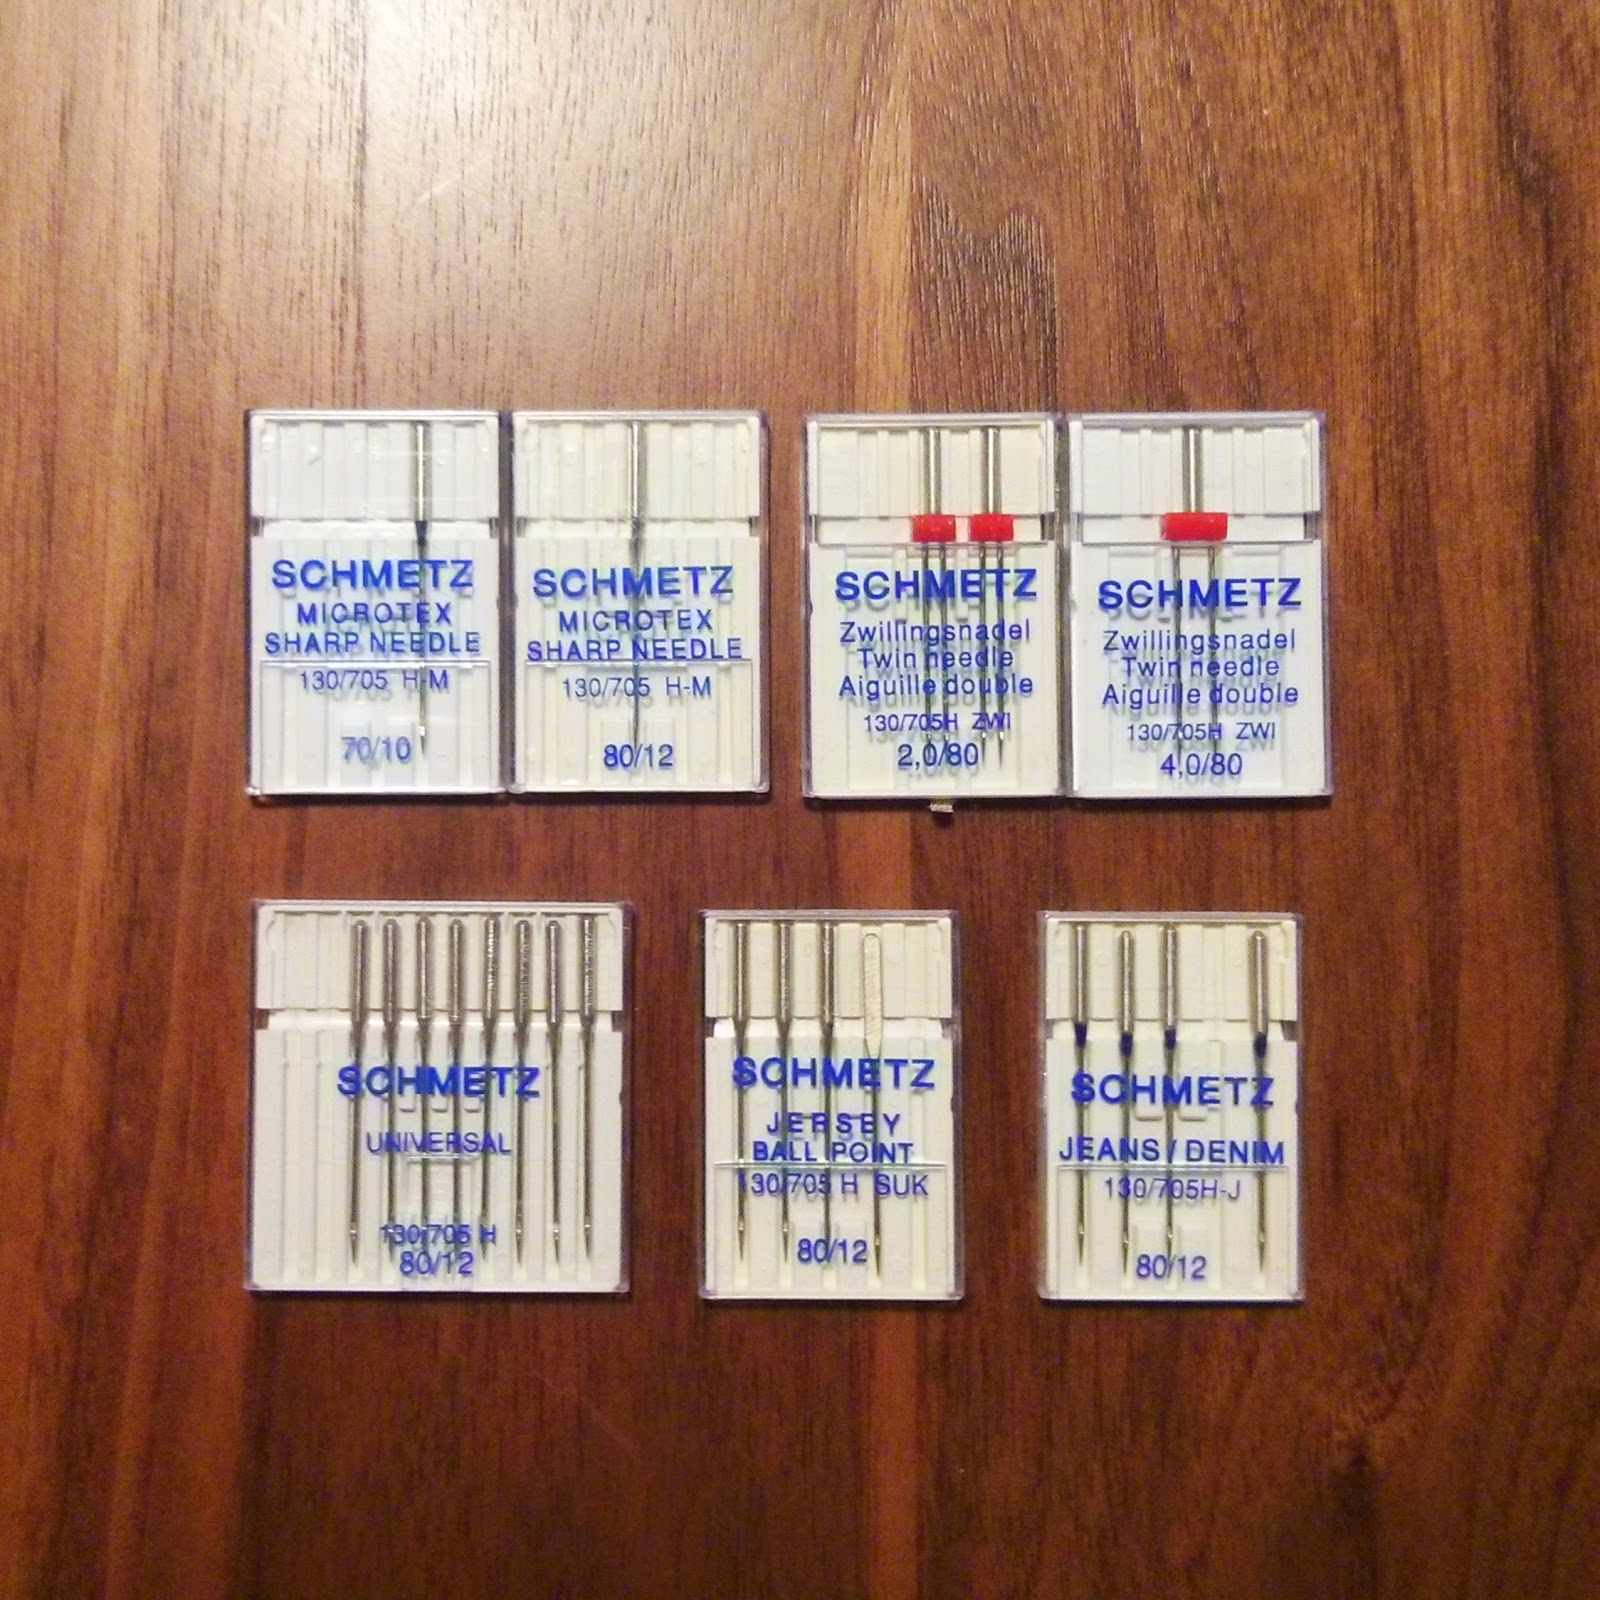 SCHMETZ
MICROTEX
SHARP NEEDLE
130/705 H-M
70/10
SCHMETZ
MICROTEX
SHARP NEEDLE
130/705 H-M
80/12
SCHMETZ
Zwillingsnadel
Twin needle
Aiguille double
130/705H ZWI
2,0/80
SCHMETZ
Zwillingsnadel
Twin needle
Aiguille double
130/705H ZWI
4,0/80
SCHMETZ
UNIVERSAL
130/705 H
80/12
SCHMETZ
JERSEY
BALL POINT
130/705 H SUK
80/12
SCHMETZ
JEANS / DENIM
130/705H-J
80/12